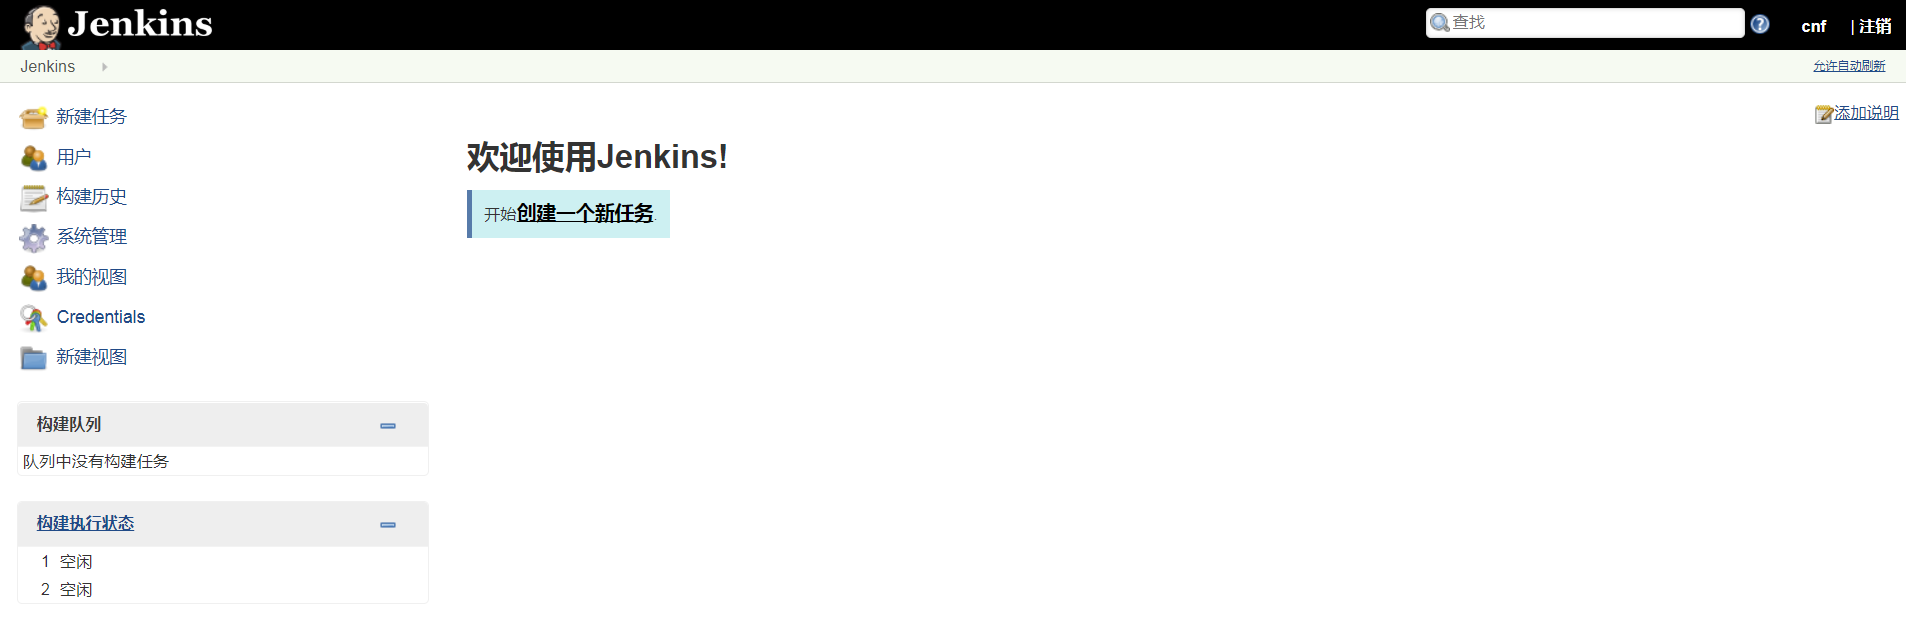 Jenkins
查找
cnf
| 注销
Jenkins
允许自动刷新
新建任务
用户
构建历史
系统管理
我的视图
Credentials
新建视图
构建队列
队列中没有构建任务
构建执行状态
1 空闲
2 空闲
添加说明
欢迎使用Jenkins!
开始创建一个新任务.